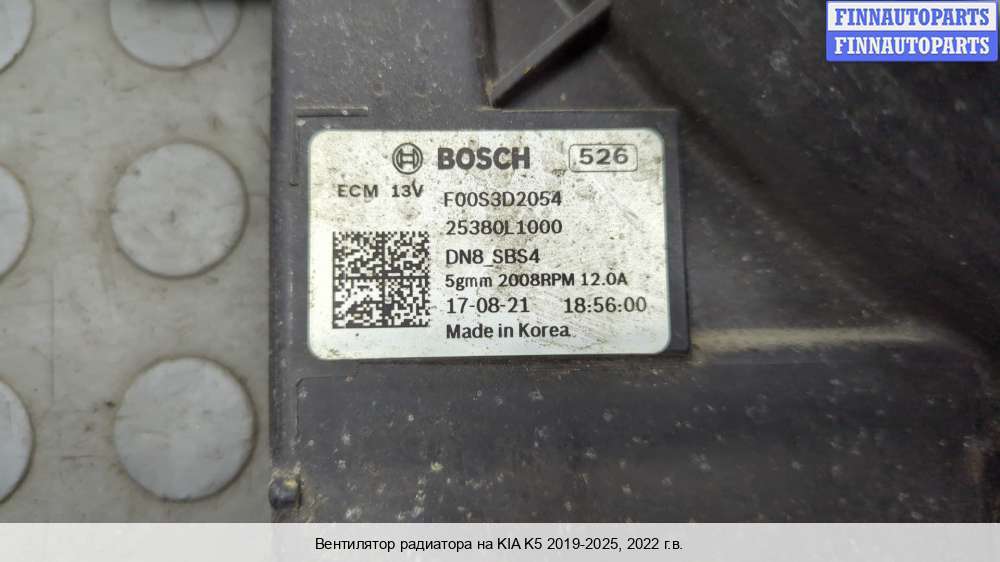 FINNAUTOPARTS
FINNAUTOPARTS
BOSCH 526
ECM 13V F00S3D2054
25380L1000
DN8_SBS4
5gmm 2008RPM 12.0A
17-08-21 18:56:00
Made in Korea
Вентилятор радиатора на KIA K5 2019-2025, 2022 г.в.